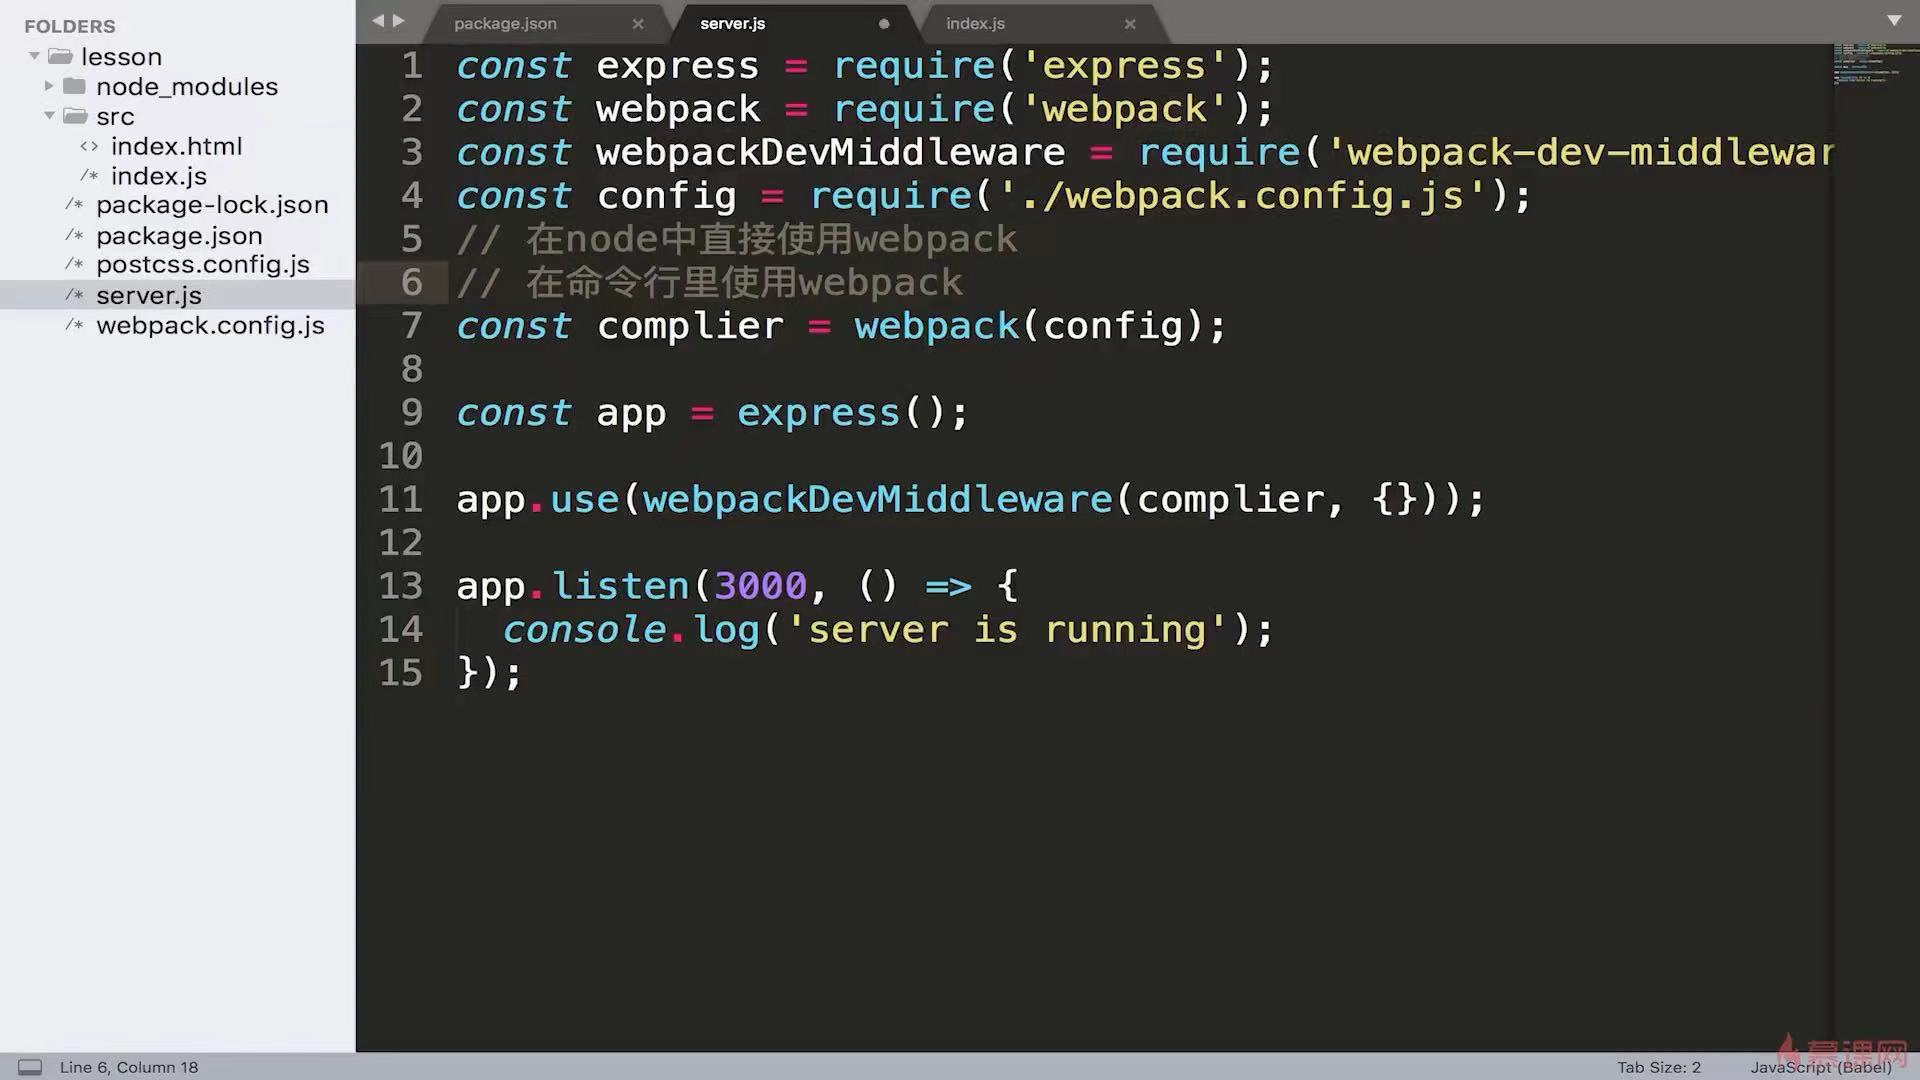 FOLDERS
lesson
node_modules
src
<> index.html
/* index.js
/* package-lock.json
/* package.json
/* postcss.config.js
/* server.js
/* webpack.config.js
package.json ×
server.js
index.js ×
1 const express = require('express');
2 const webpack = require('webpack');
3 const webpackDevMiddleware = require('webpack-dev-middlewar
4 const config = require('./webpack.config.js');
5 // 在node中直接使用webpack
6 // 在命令行里使用webpack
7 const complier = webpack(config);
8
9 const app = express();
10
11 app.use(webpackDevMiddleware(complier, {}));
12
13 app.listen(3000, () => {
14 console.log('server is running');
15 });
Line 6, Column 18
Tab Size: 2
JavaScript (Babel)
慕课网